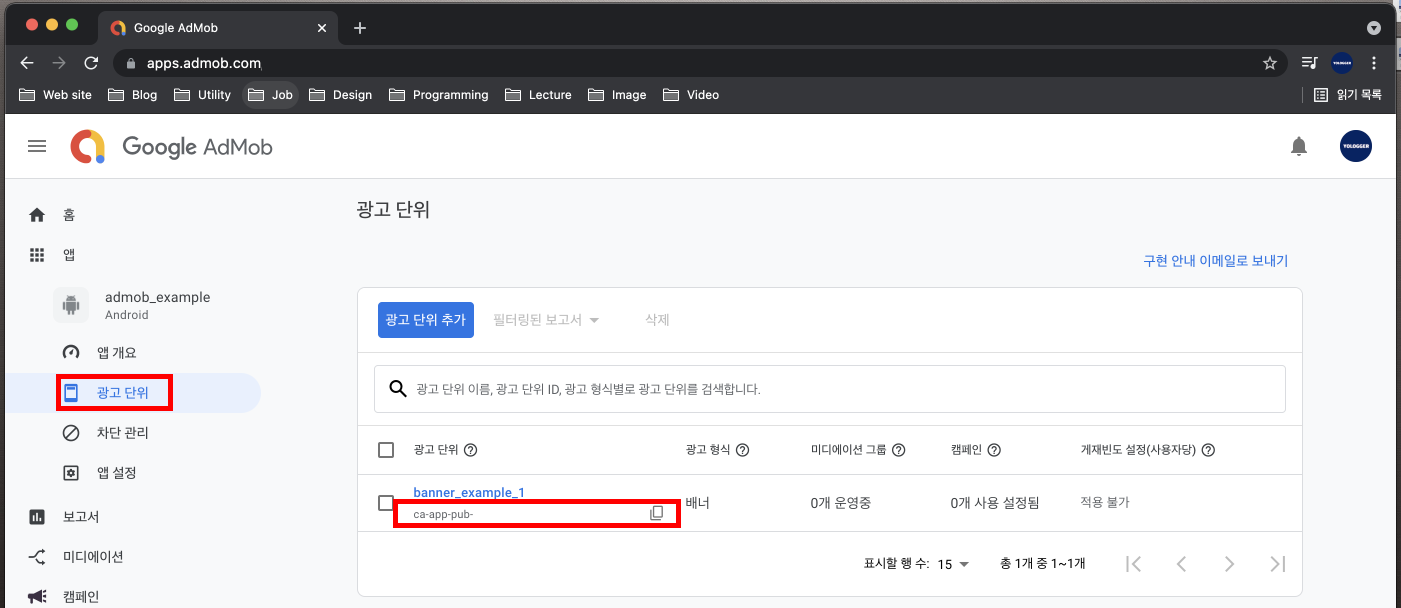 Google AdMob
apps.admob.com
Web site Blog Utility Job Design Programming Lecture Image Video 읽기 목록
Google AdMob YOLOGGER
홈
앱
admob_example
Android
앱 개요
광고 단위
차단 관리
앱 설정
보고서
미디에이션
캠페인
광고 단위
구현 안내 이메일로 보내기
광고 단위 추가 필터링된 보고서 삭제
광고 단위 이름, 광고 단위 ID, 광고 형식별로 광고 단위를 검색합니다.
광고 단위 광고 형식 미디에이션 그룹 캠페인 게재빈도 설정(사용자당)
banner_example_1
ca-app-pub-
배너 0개 운영중 0개 사용 설정됨 적용 불가
표시할 행 수: 15 총 1개 중 1~1개